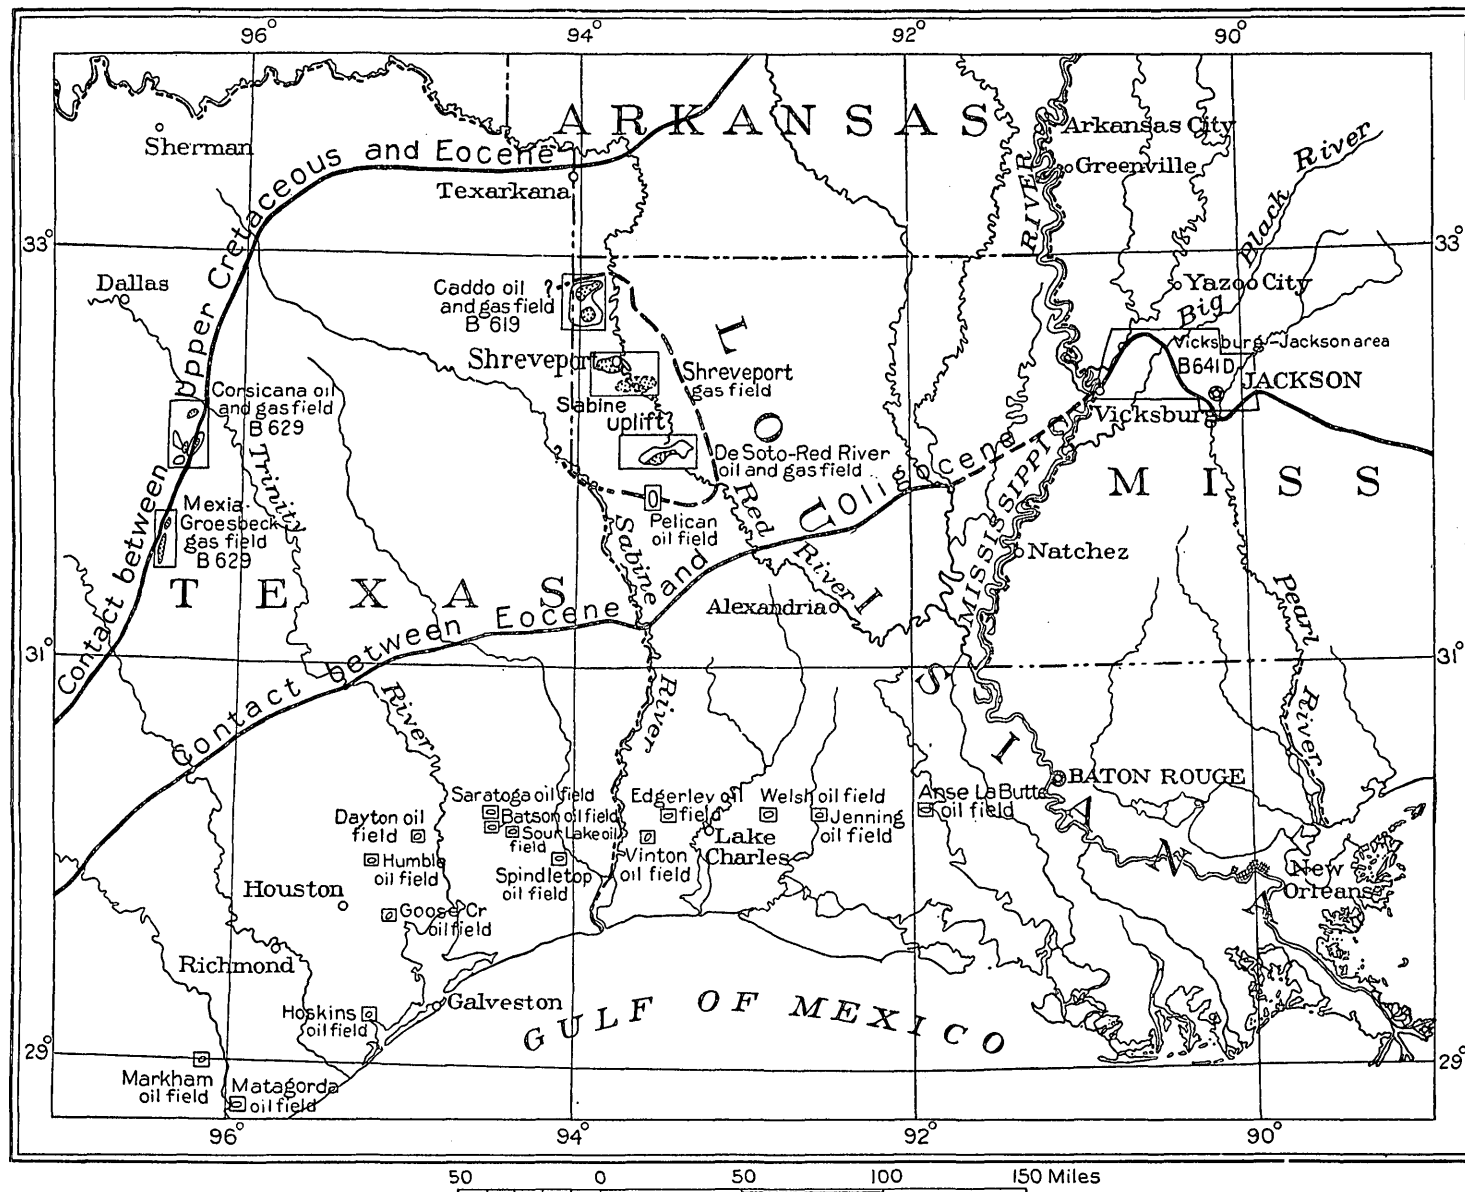 96° 94° 92° 90°
ARKANSAS
Sherman
Arkansas City
Greenville
Contact between Upper Cretaceous and Eocene
Texarkana
RIVER
Big Black River
33° 33°
Dallas
Yazoo City
Caddo oil
and gas field
B 619
?
Vicksburg-Jackson area
B641D
JACKSON
Vicksburg
Shreveport
Shreveport
gas field
Sabine
uplift
Corsicana oil
and gas field
B 629
De Soto-Red River
oil and gas field
Pelican
oil field
Mexia-
Groesbeck
gas field
B 629
Trinity
River
Sabine
River
Red
River
MISSISSIPPI
MISS
Natchez
TEXAS
Alexandria
LOUISIANA
Pearl
River
Contact between Eocene and Oligocene
31° 31°
BATON ROUGE
Saratoga oil field
Batson oil field
Sour Lake oil
field
Dayton oil
field
Humble
oil field
Spindletop
oil field
Edgerley oil
field
Vinton
oil field
Lake
Charles
Welsh oil field
Jenning
oil field
Anse La Butte
oil field
Houston
Goose Cr
oil field
New
Orleans
Richmond
Hoskins
oil field
Galveston
GULF OF MEXICO
29° 29°
Markham
oil field
Matagorda
oil field
96° 94° 92° 90°
50 0 50 100 150 Miles